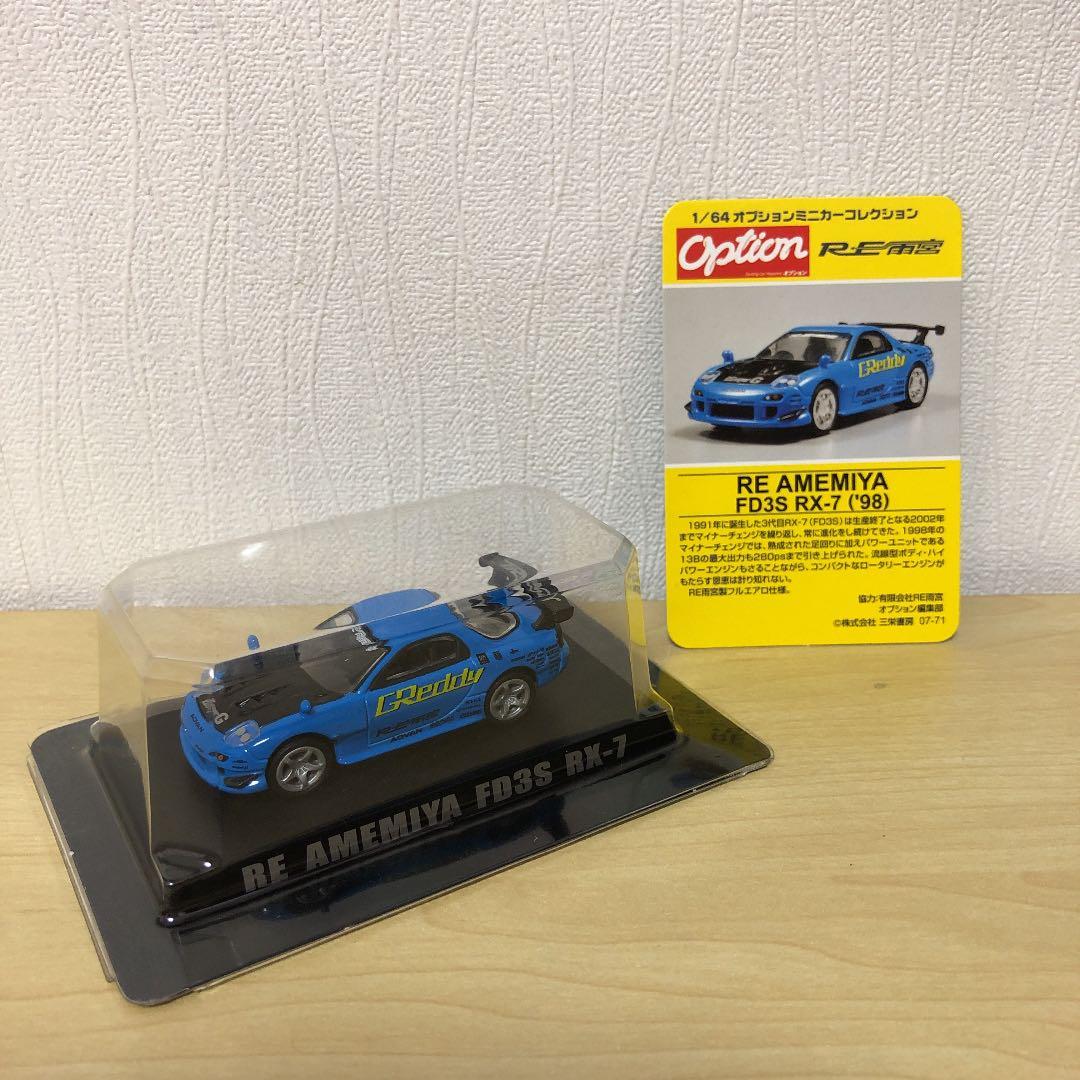 1/64 オプションミニカーコレクション
Option
オプション
R・E雨宮
GReddy
RE AMEMIYA
FD3S RX-7 ('98)
1991年に誕生した3代目RX-7(FD3S)は生産終了となる2002年
までマイナーチェンジを繰り返し、常に進化をし続けてきた。1998年の
マイナーチェンジでは、熟成された足回りに加えパワーユニットである
13Bの最大出力も280psまで引き上げられた。流線型ボディ・ハイ
パワーエンジンもさることながら、コンパクトなロータリーエンジンが
もたらす恩恵は計り知れない。
RE雨宮製フルエアロ仕様。
協力:有限会社RE雨宮
オプション編集部
©株式会社 三栄書房 07-71
GReddy
R・E雨宮
ADVAN
ADVAN
RE AMEMIYA FD3S RX-7